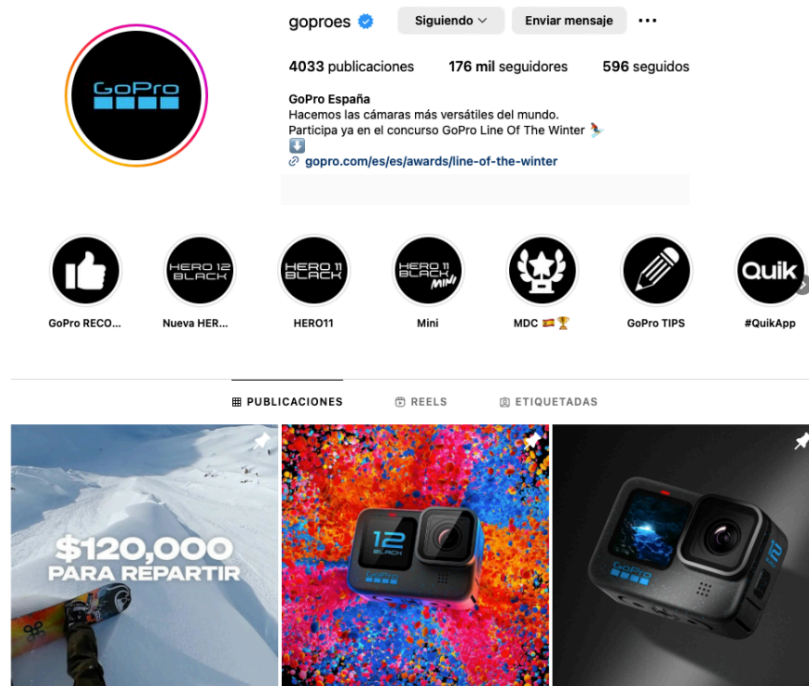 goproes
Siguiendo
Enviar mensaje
GoPro
4033 publicaciones
176 mil seguidores
596 seguidos
GoPro España
Hacemos las cámaras más versátiles del mundo.
Participa ya en el concurso GoPro Line Of The Winter
gopro.com/es/es/awards/line-of-the-winter
HERO 12
BLACK
HERO 11
BLACK
HERO 11
BLACK
MINI
Quik
GoPro RECO...
Nueva HER...
HERO11
Mini
MDC
GoPro TIPS
#QuikApp
PUBLICACIONES
REELS
ETIQUETADAS
$120,000
PARA REPARTIR
12
BLACK
GoPro
GoPro
12